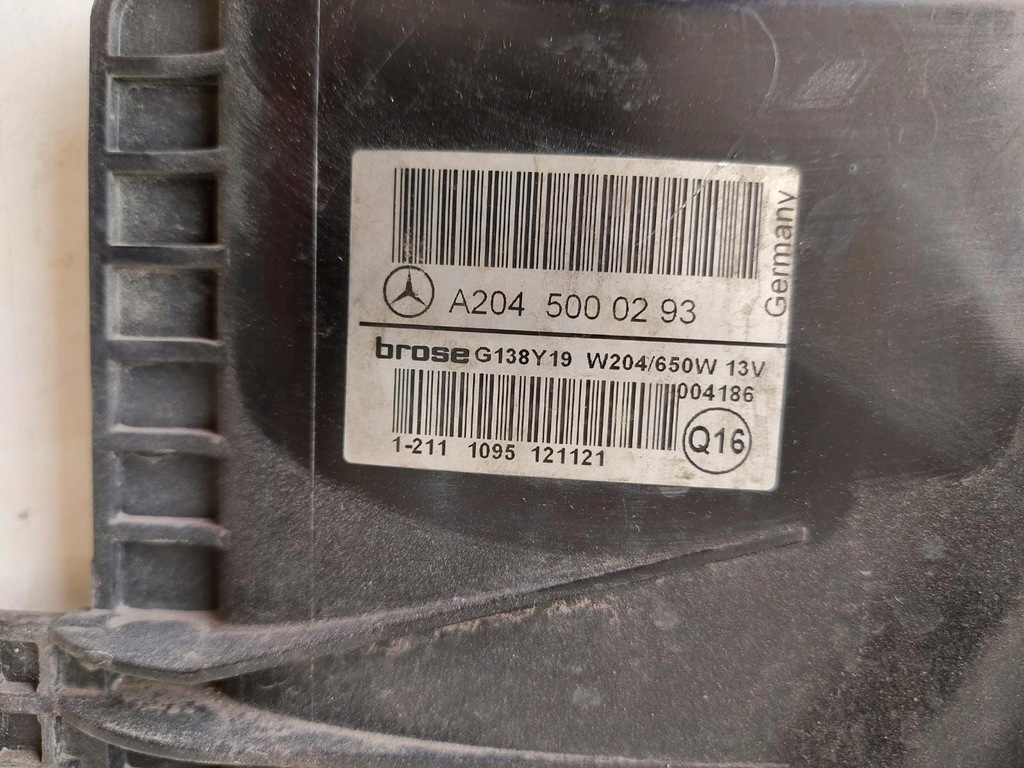 A204 500 02 93
Germany
brose G138Y19 W204/650W 13V
004186
Q16
1-211 1095 121121